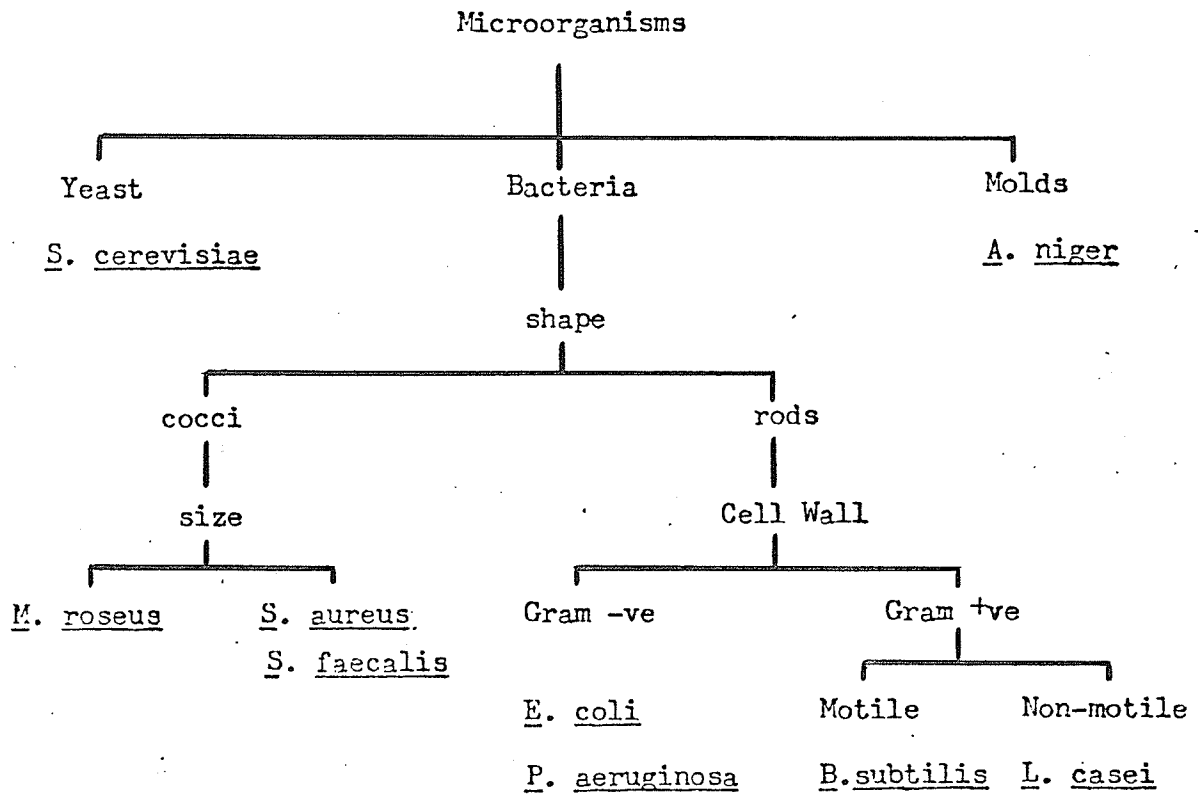 Microorganisms
Yeast Bacteria Molds
S. cerevisiae A. niger
shape
cocci rods
size Cell Wall
M. roseus S. aureus Gram -ve Gram +ve
S. faecalis
E. coli Motile Non-motile
P. aeruginosa B.subtilis L. casei